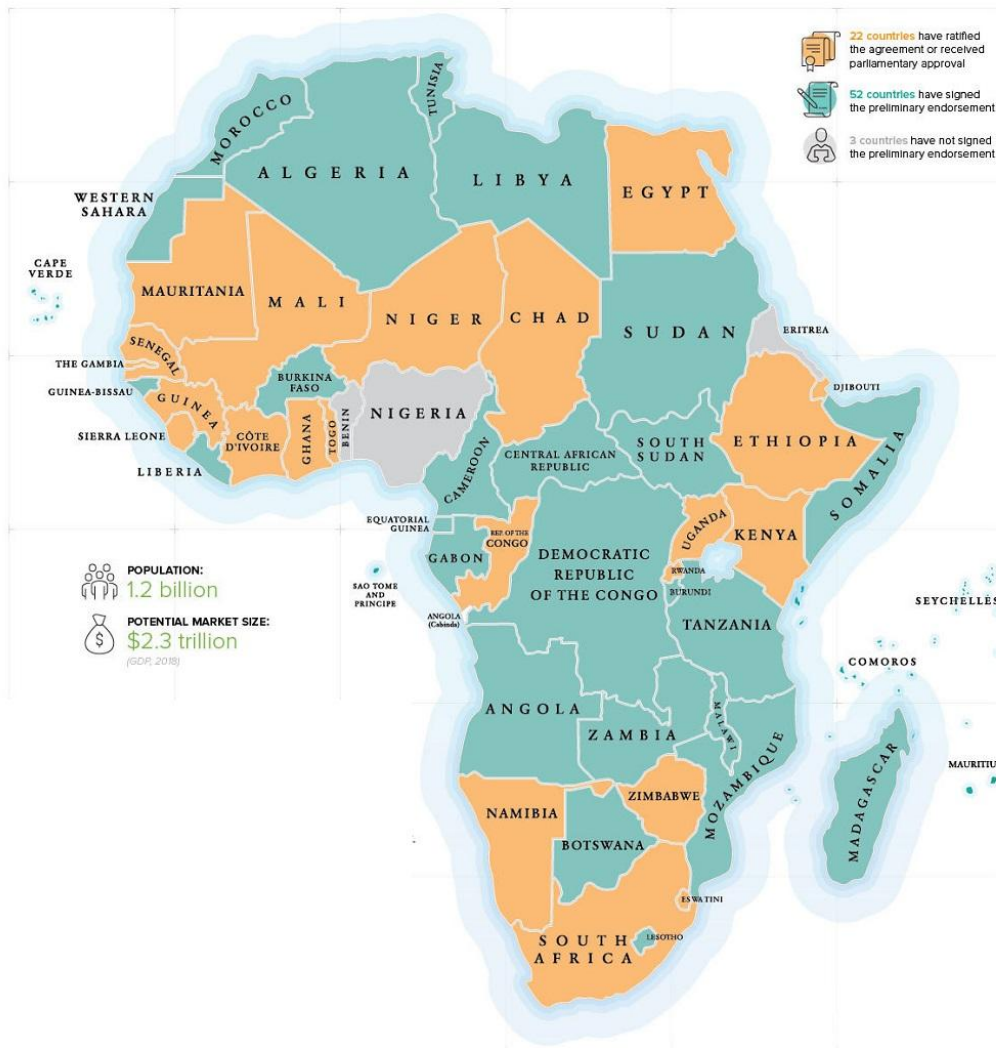 22 countries have ratified
the agreement or received
parliamentary approval
52 countries have signed
the preliminary endorsement
3 countries have not signed
the preliminary endorsement
TUNISIA
MOROCCO
ALGERIA
LIBYA
EGYPT
WESTERN
SAHARA
CAPE
VERDE
MAURITANIA
MALI
NIGER
CHAD
SUDAN
ERITREA
SENEGAL
THE GAMBIA
GUINEA-BISSAU
GUINEA
SIERRA LEONE
LIBERIA
CÔTE
D'IVOIRE
BURKINA
FASO
GHANA
TOGO
BENIN
NIGERIA
DJIBOUTI
ETHIOPIA
SOMALIA
SOUTH
SUDAN
CENTRAL AFRICAN
REPUBLIC
CAMEROON
EQUATORIAL
GUINEA
GABON
REP. OF THE
CONGO
DEMOCRATIC
REPUBLIC
OF THE CONGO
UGANDA
KENYA
RWANDA
BURUNDI
TANZANIA
SAO TOME
AND
PRINCIPE
ANGOLA
(Cabinda)
POPULATION:
1.2 billion
POTENTIAL MARKET SIZE:
$2.3 trillion
(GDP, 2018)
SEYCHELLES
COMOROS
ANGOLA
ZAMBIA
MALAWI
MOZAMBIQUE
MADAGASCAR
MAURITIU
NAMIBIA
ZIMBABWE
BOTSWANA
ESWATINI
LESOTHO
SOUTH
AFRICA